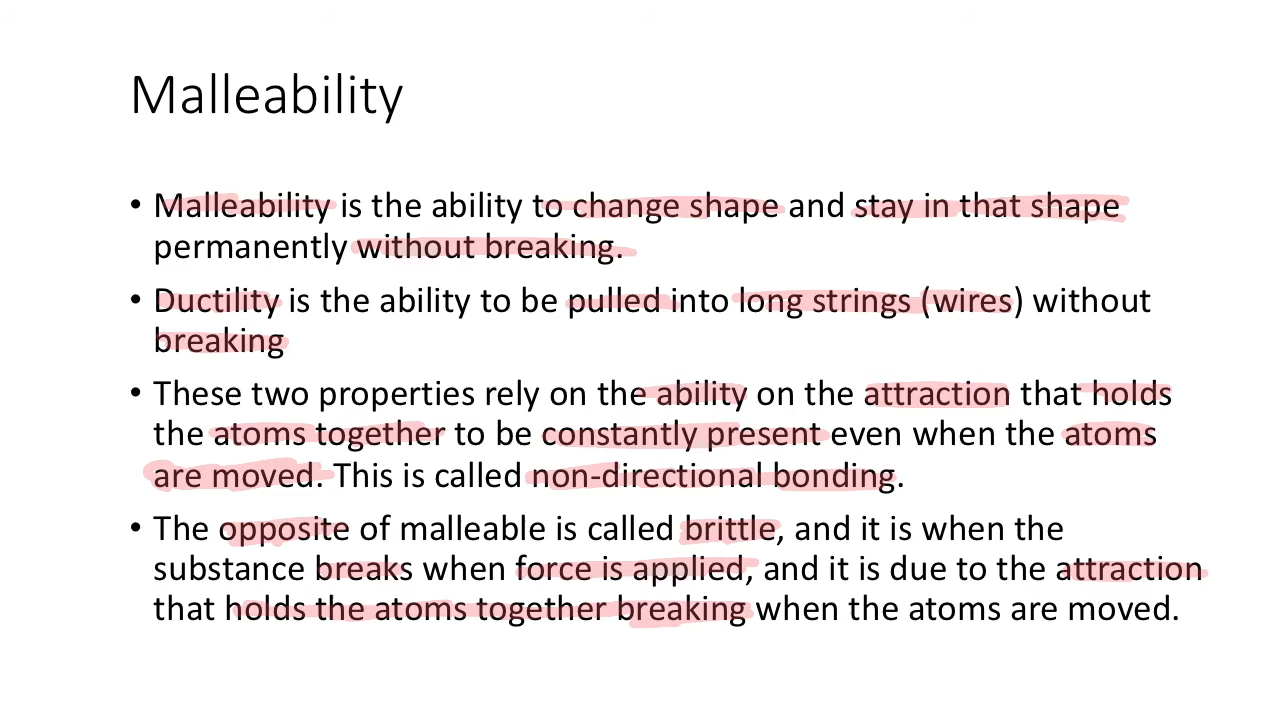 Malleability
• Malleability is the ability to change shape and stay in that shape
permanently without breaking.
• Ductility is the ability to be pulled into long strings (wires) without
breaking
• These two properties rely on the ability on the attraction that holds
the atoms together to be constantly present even when the atoms
are moved. This is called non-directional bonding.
• The opposite of malleable is called brittle, and it is when the
substance breaks when force is applied, and it is due to the attraction
that holds the atoms together breaking when the atoms are moved.